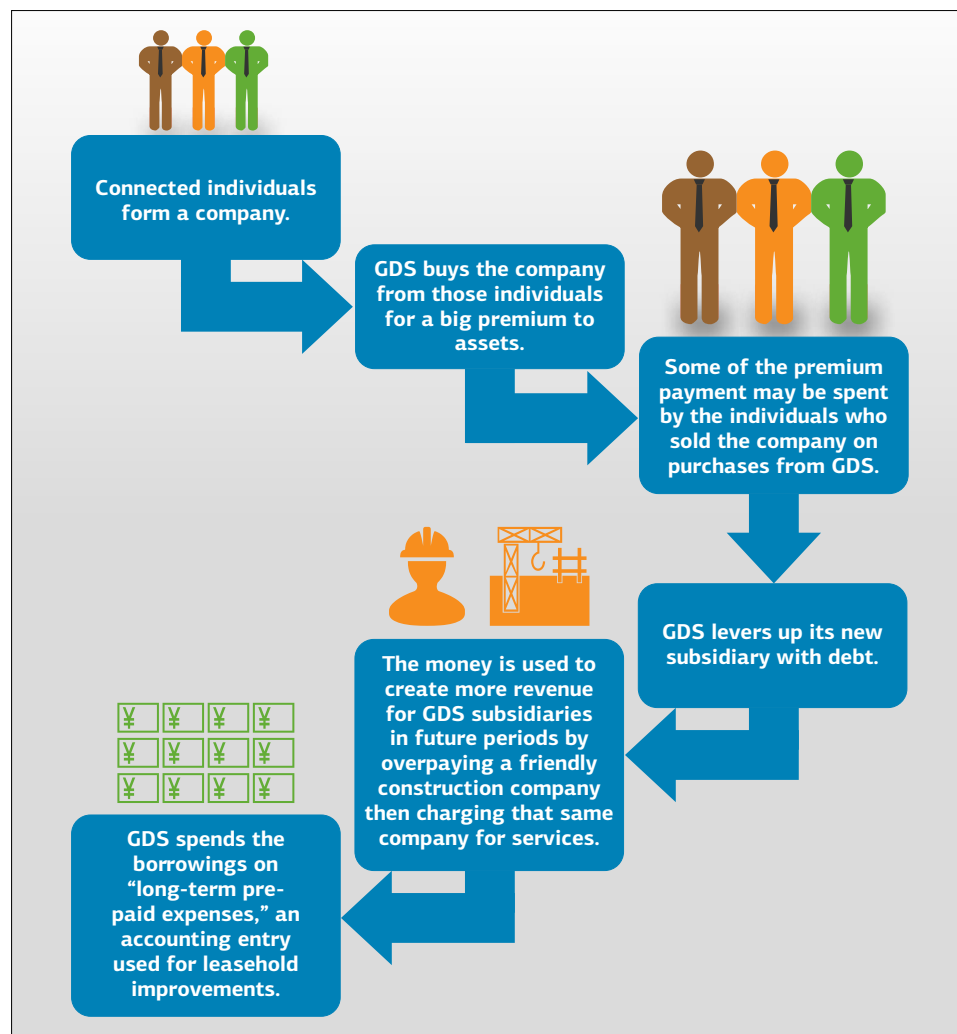 Connected individuals
form a company.
GDS buys the company
from those individuals
for a big premium to
assets.
Some of the premium
payment may be spent
by the individuals who
sold the company on
purchases from GDS.
GDS levers up its new
subsidiary with debt.
The money is used to
create more revenue
for GDS subsidiaries
in future periods by
overpaying a friendly
construction company
then charging that same
company for services.
¥ ¥ ¥ ¥
¥ ¥ ¥ ¥
¥ ¥ ¥ ¥
GDS spends the
borrowings on
“long-term pre-
paid expenses,” an
accounting entry
used for leasehold
improvements.